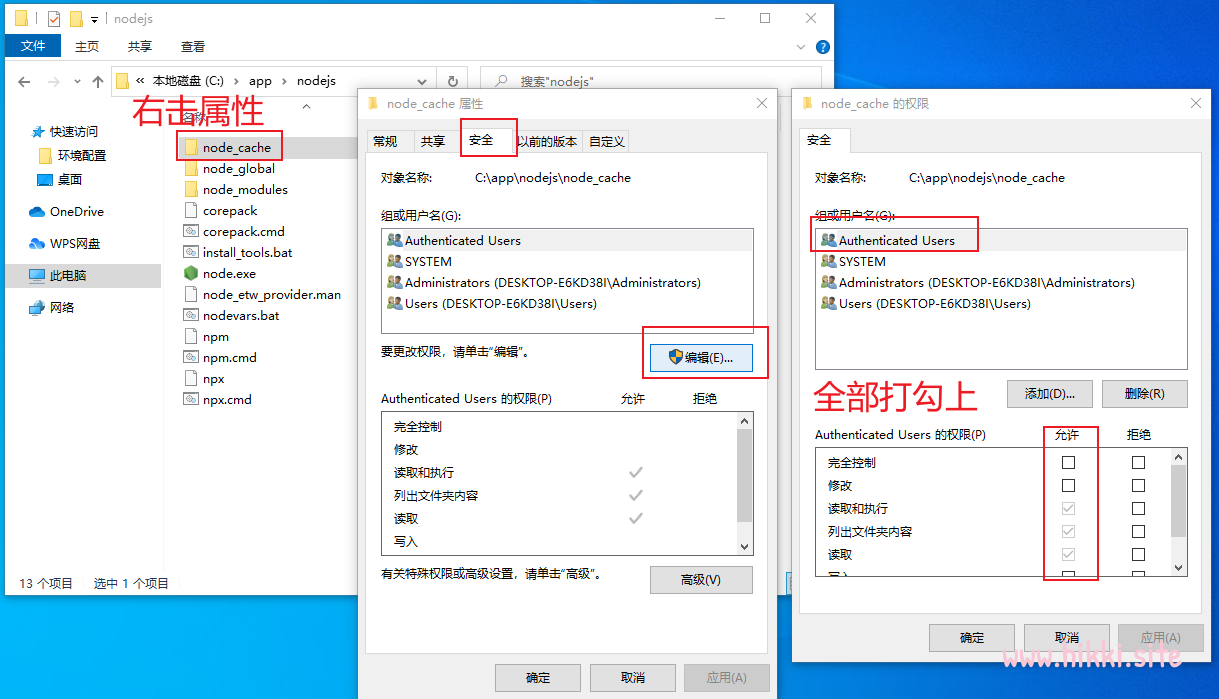 nodejs
文件
主页
共享
查看
« 本地磁盘 (C:) › app › nodejs
搜索"nodejs"
右击属性
名称
快速访问
环境配置
桌面
OneDrive
WPS网盘
此电脑
网络
node_cache
node_global
node_modules
corepack
corepack.cmd
install_tools.bat
node.exe
node_etw_provider.man
nodevars.bat
npm
npm.cmd
npx
npx.cmd
13 个项目 选中 1 个项目
node_cache 属性
常规 共享 安全 以前的版本 自定义
对象名称: C:\app\nodejs\node_cache
组或用户名(G):
Authenticated Users
SYSTEM
Administrators (DESKTOP-E6KD38I\Administrators)
Users (DESKTOP-E6KD38I\Users)
要更改权限，请单击“编辑”。
编辑(E)...
Authenticated Users 的权限(P) 允许 拒绝
完全控制
修改
读取和执行
列出文件夹内容
读取
写入
有关特殊权限或高级设置，请单击“高级”。
高级(V)
确定 取消 应用(A)
node_cache 的权限
安全
对象名称: C:\app\nodejs\node_cache
组或用户名(G):
Authenticated Users
SYSTEM
Administrators (DESKTOP-E6KD38I\Administrators)
Users (DESKTOP-E6KD38I\Users)
全部打勾上
添加(D)... 删除(R)
Authenticated Users 的权限(P) 允许 拒绝
完全控制
修改
读取和执行
列出文件夹内容
读取
确定 取消 应用(A)
www.hikki.site